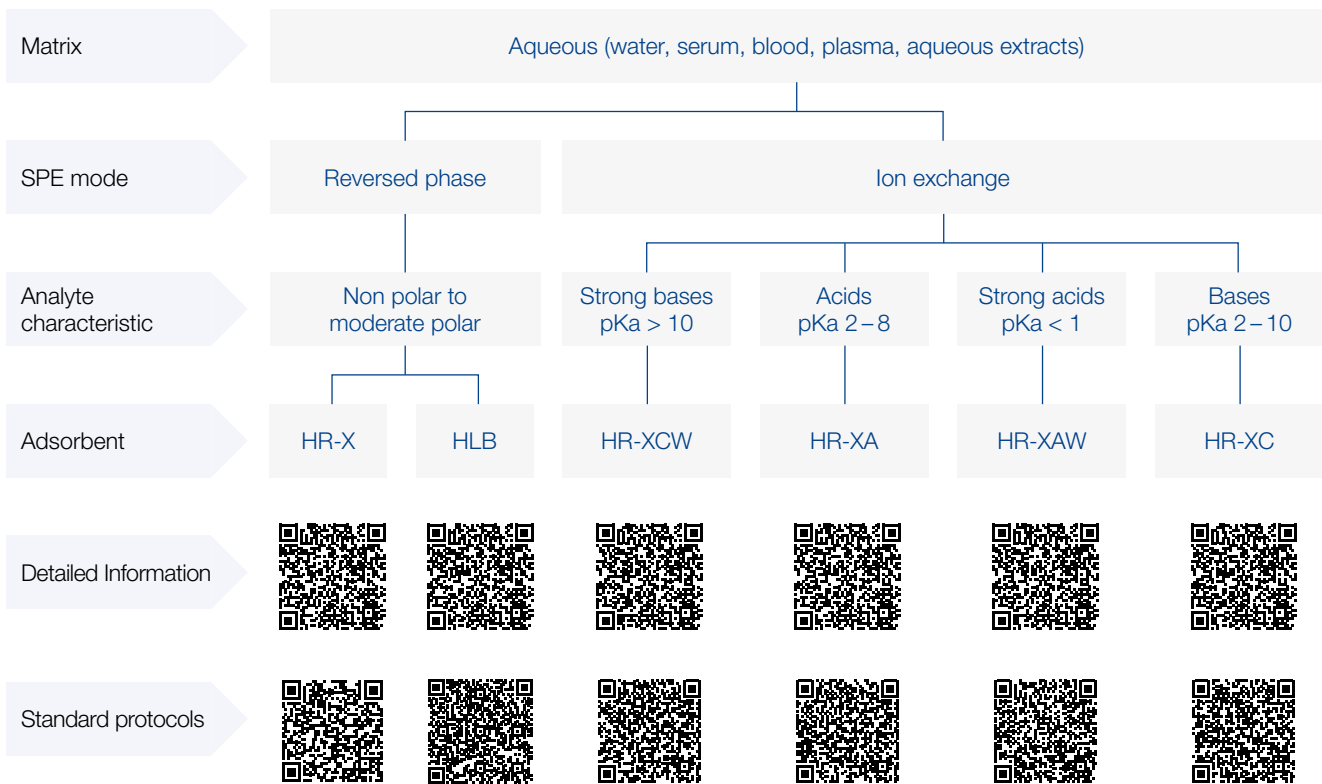 Matrix
Aqueous (water, serum, blood, plasma, aqueous extracts)
SPE mode
Reversed phase
Ion exchange
Analyte
characteristic
Non polar to
moderate polar
Strong bases
pKa > 10
Acids
pKa 2 – 8
Strong acids
pKa < 1
Bases
pKa 2 – 10
Adsorbent
HR-X
HLB
HR-XCW
HR-XA
HR-XAW
HR-XC
Detailed Information
Standard protocols